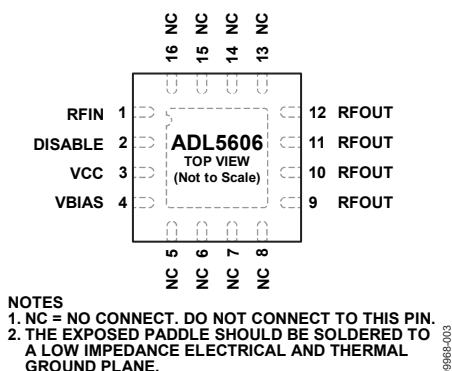 16 NC
15 NC
14 NC
13 NC
RFIN 1
DISABLE 2
VCC 3
VBIAS 4
ADL5606
TOP VIEW
(Not to Scale)
12 RFOUT
11 RFOUT
10 RFOUT
9 RFOUT
NC 5
NC 6
NC 7
NC 8
NOTES
1. NC = NO CONNECT. DO NOT CONNECT TO THIS PIN.
2. THE EXPOSED PADDLE SHOULD BE SOLDERED TO
A LOW IMPEDANCE ELECTRICAL AND THERMAL
GROUND PLANE.
9968-003